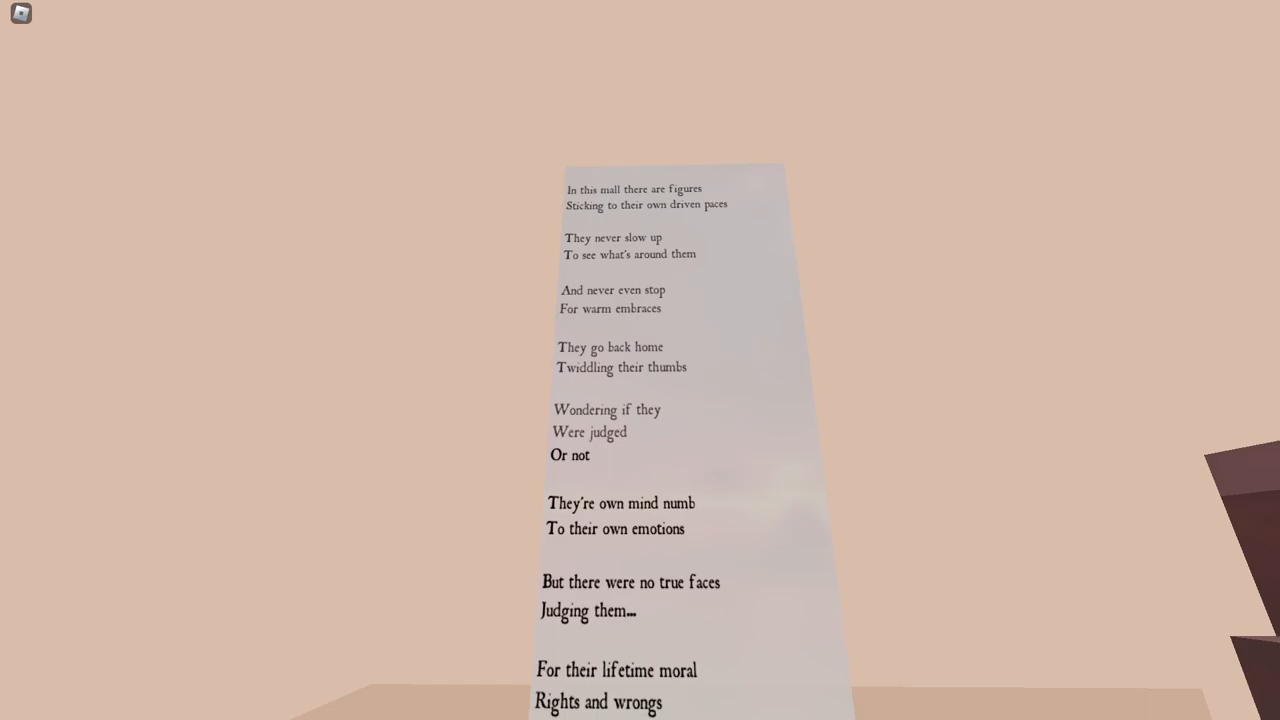 In this mall there are figures
Sticking to their own driven paces
They never slow up
To see what's around them
And never even stop
For warm embraces
They go back home
Twiddling their thumbs
Wondering if they
Were judged
Or not
They're own mind numb
To their own emotions
But there were no true faces
Judging them...
For their lifetime moral
Rights and wrongs